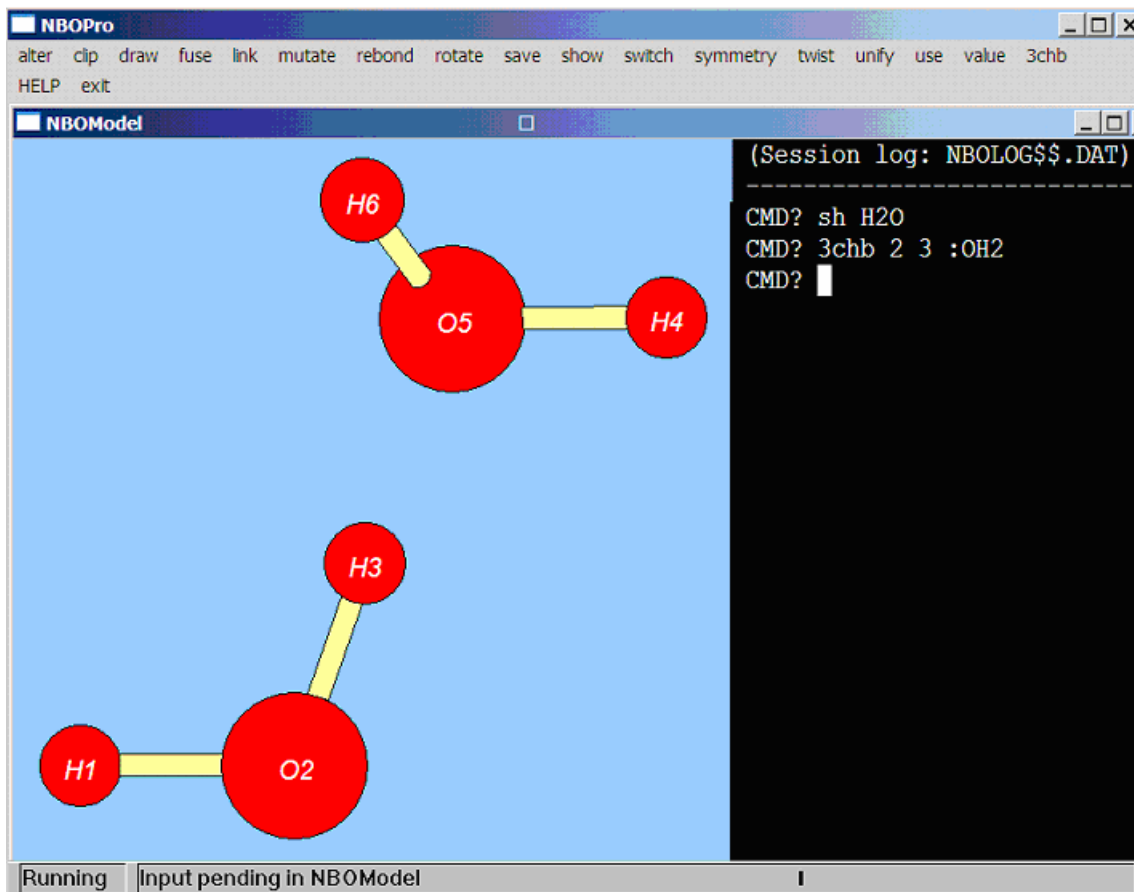 NBOPro
alter clip draw fuse link mutate rebond rotate save show switch symmetry twist unify use value 3chb
HELP exit
NBOModel
(Session log: NBOLOG$$.DAT)
---------------------------
CMD? sh H2O
CMD? 3chb 2 3 :OH2
CMD?
H6
O5
H4
H3
H1
O2
Running
Input pending in NBOModel